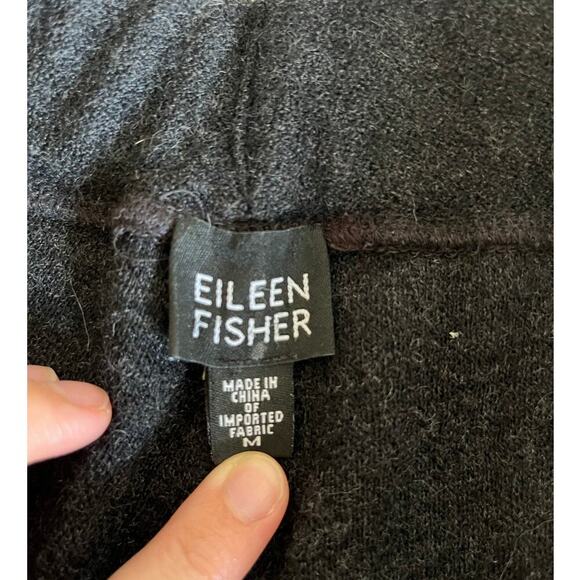 EILEEN
FISHER
MADE IN
CHINA
OF
IMPORTED
FABRIC
M